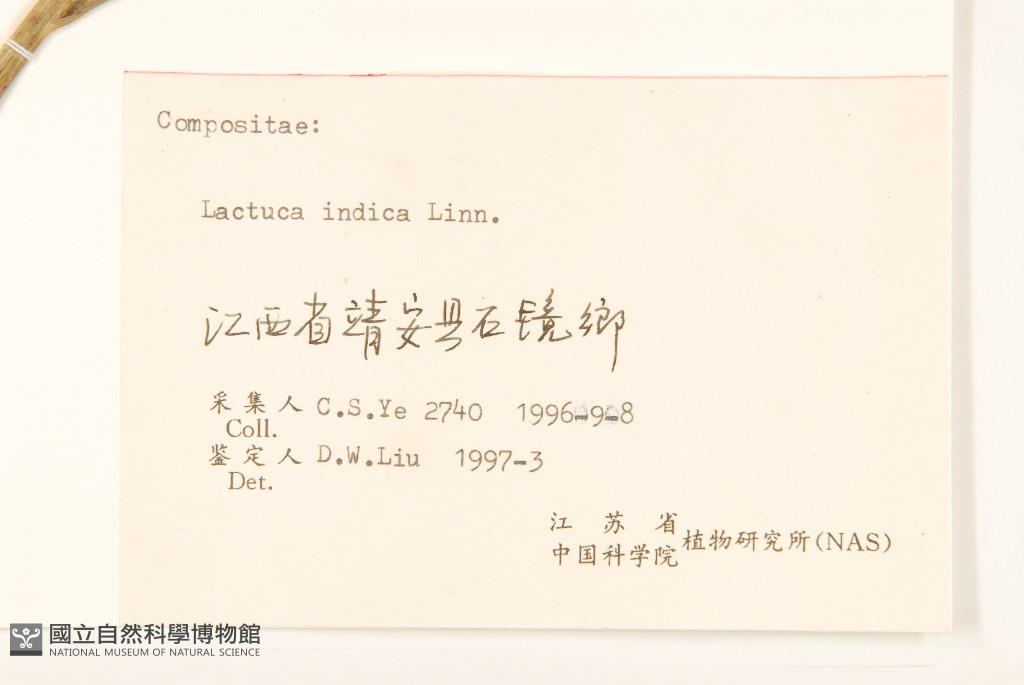 Compositae:
Lactuca indica Linn.
江西省靖安县石镜鄉
采集人 C.S.Ye 2740 1996-9-8
Coll.
鉴定人 D.W.Liu 1997-3
Det.
江苏省
中国科学院 植物研究所(NAS)
國立自然科學博物館
NATIONAL MUSEUM OF NATURAL SCIENCE